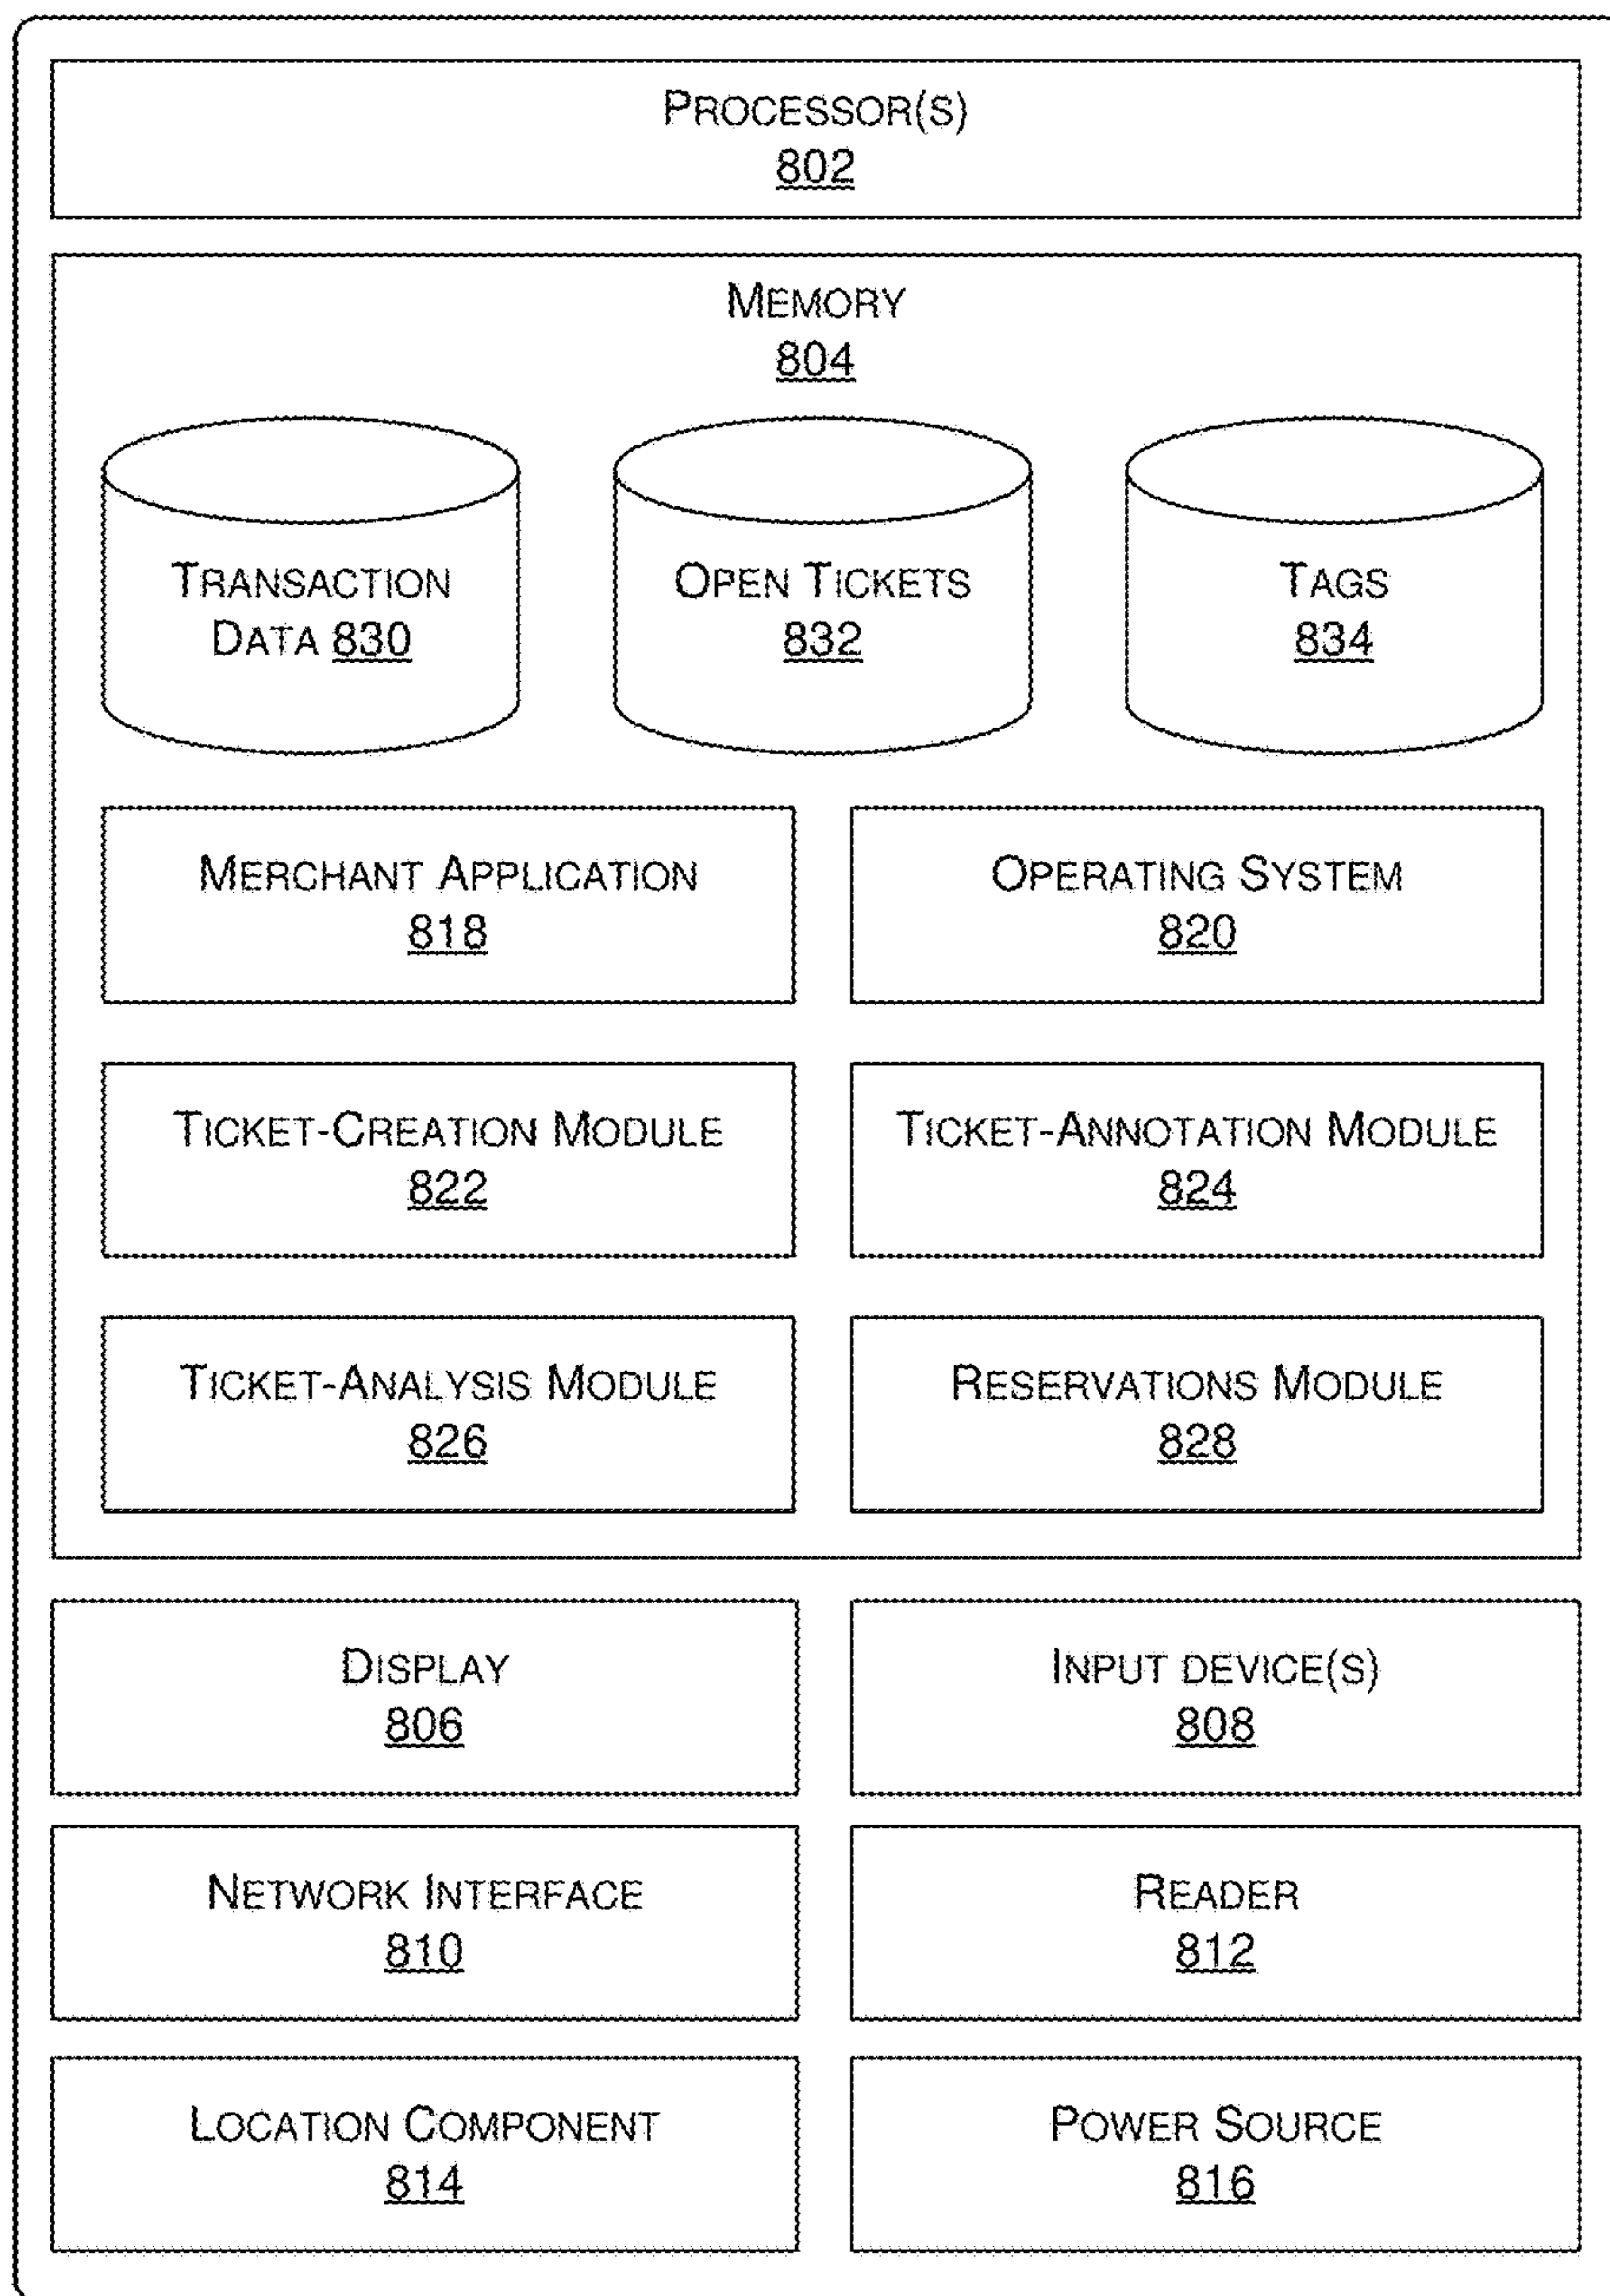 PROCESSOR(S)
802
MEMORY
804
TRANSACTION
DATA 830
OPEN TICKETS
832
TAGS
834
MERCHANT APPLICATION
818
OPERATING SYSTEM
820
TICKET-CREATION MODULE
822
TICKET-ANNOTATION MODULE
824
TICKET-ANALYSIS MODULE
826
RESERVATIONS MODULE
828
DISPLAY
806
INPUT DEVICE(S)
808
NETWORK INTERFACE
810
READER
812
LOCATION COMPONENT
814
POWER SOURCE
816